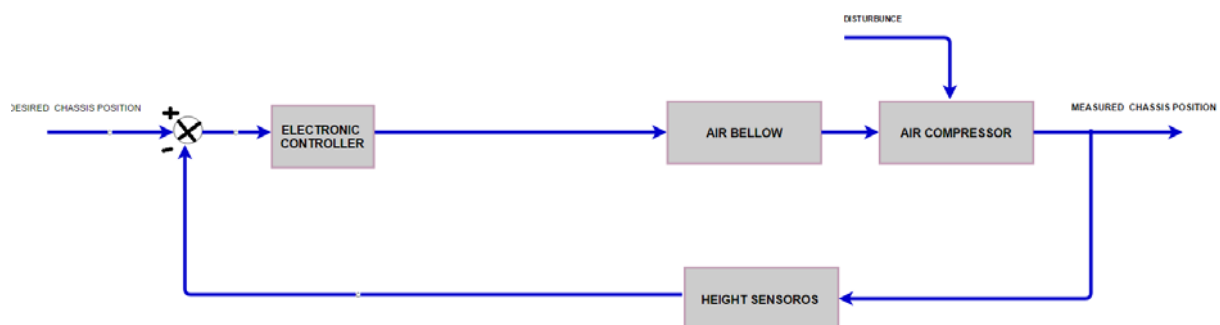 DISTURBUNCE
DESIRED CHASSIS POSITION
+
-
ELECTRONIC
CONTROLLER
AIR BELLOW
AIR COMPRESSOR
MEASURED CHASSIS POSITION
HEIGHT SENSOROS